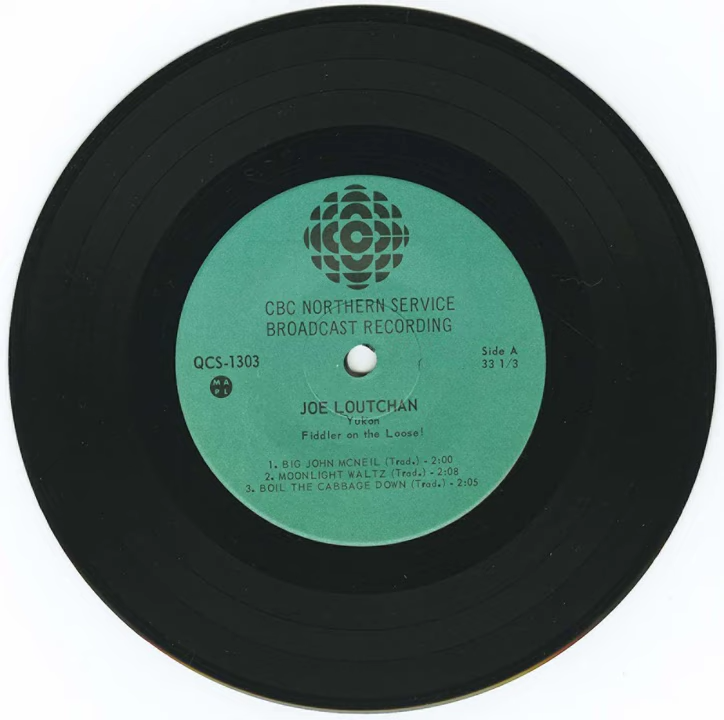 CBC NORTHERN SERVICE
BROADCAST RECORDING
QCS-1303
Side A
33 1/3
MA
PL
JOE LOUTCHAN
Yukon
Fiddler on the Loose!
1. BIG JOHN MCNEIL (Trad.) - 2:00
2. MOONLIGHT WALTZ (Trad.) - 2:08
3. BOIL THE CABBAGE DOWN (Trad.) - 2:05